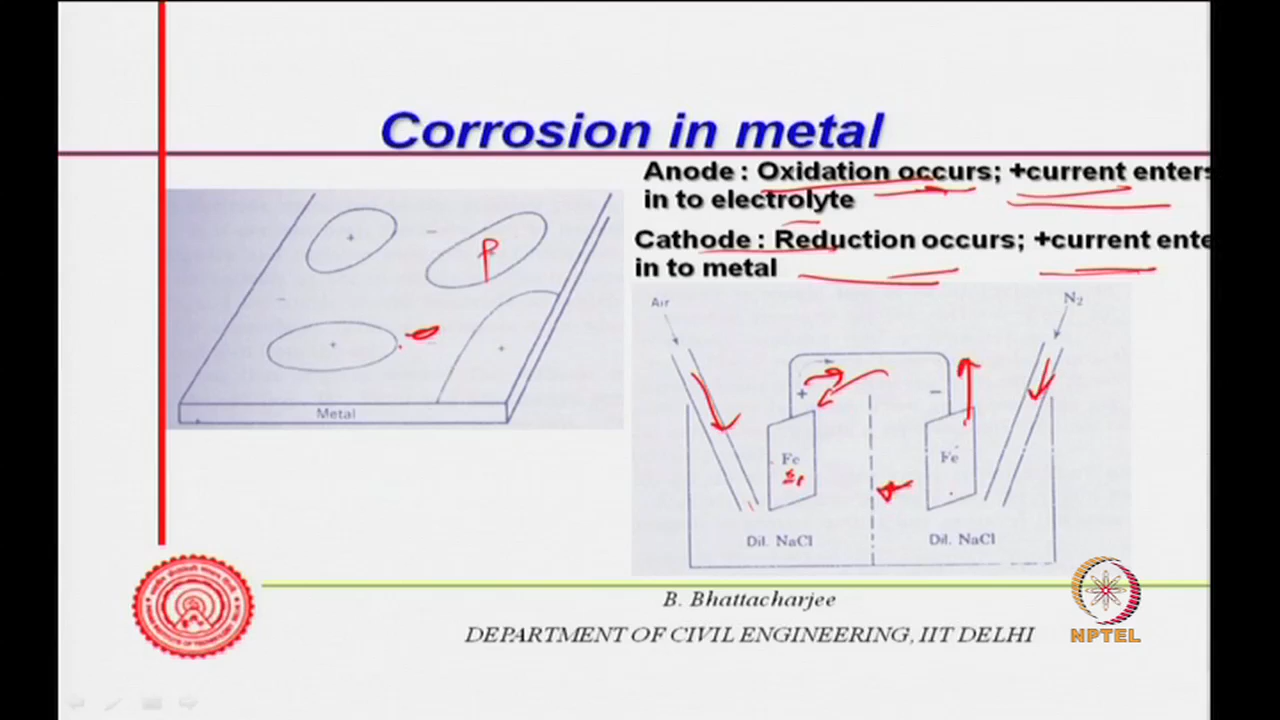 Corrosion in metal
Anode : Oxidation occurs; +current enters
in to electrolyte
Cathode : Reduction occurs; +current ente
in to metal
+
−
P
−
+
−
+
Metal
Air
N2
+
−
Fe
Fe
Dil. NaCl
Dil. NaCl
B. Bhattacharjee
DEPARTMENT OF CIVIL ENGINEERING, IIT DELHI
NPTEL